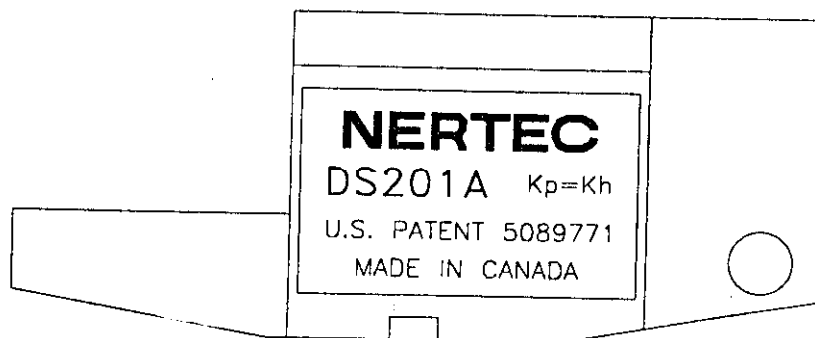 NERTEC
DS201A Kp=Kh
U.S. PATENT 5089771
MADE IN CANADA